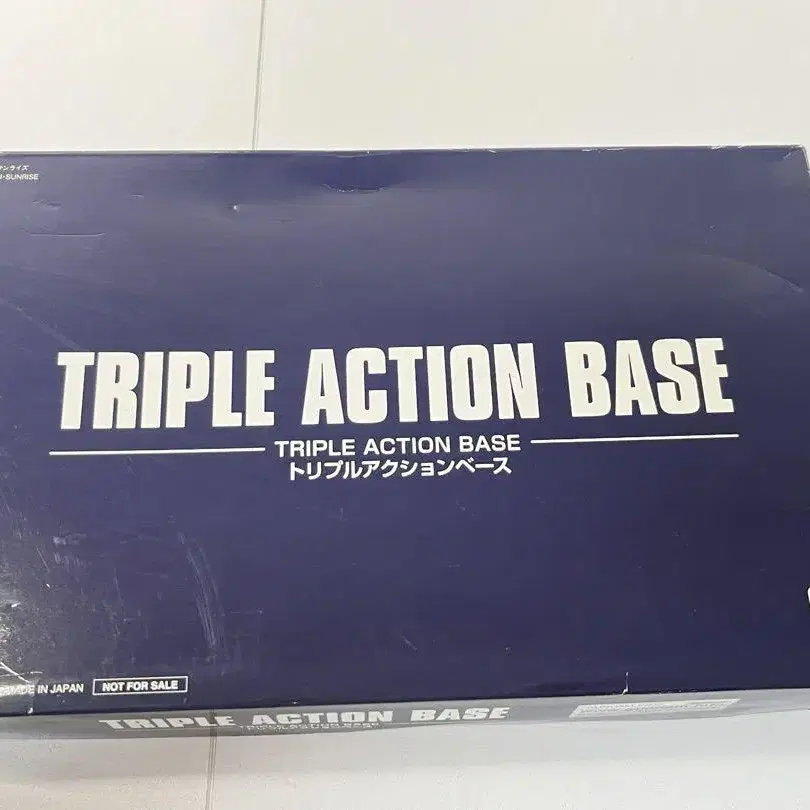 サンライズ
SUNRISE
TRIPLE ACTION BASE
TRIPLE ACTION BASE
トリプルアクションベース
MADE IN JAPAN NOT FOR SALE
TRIPLE ACTION BASE